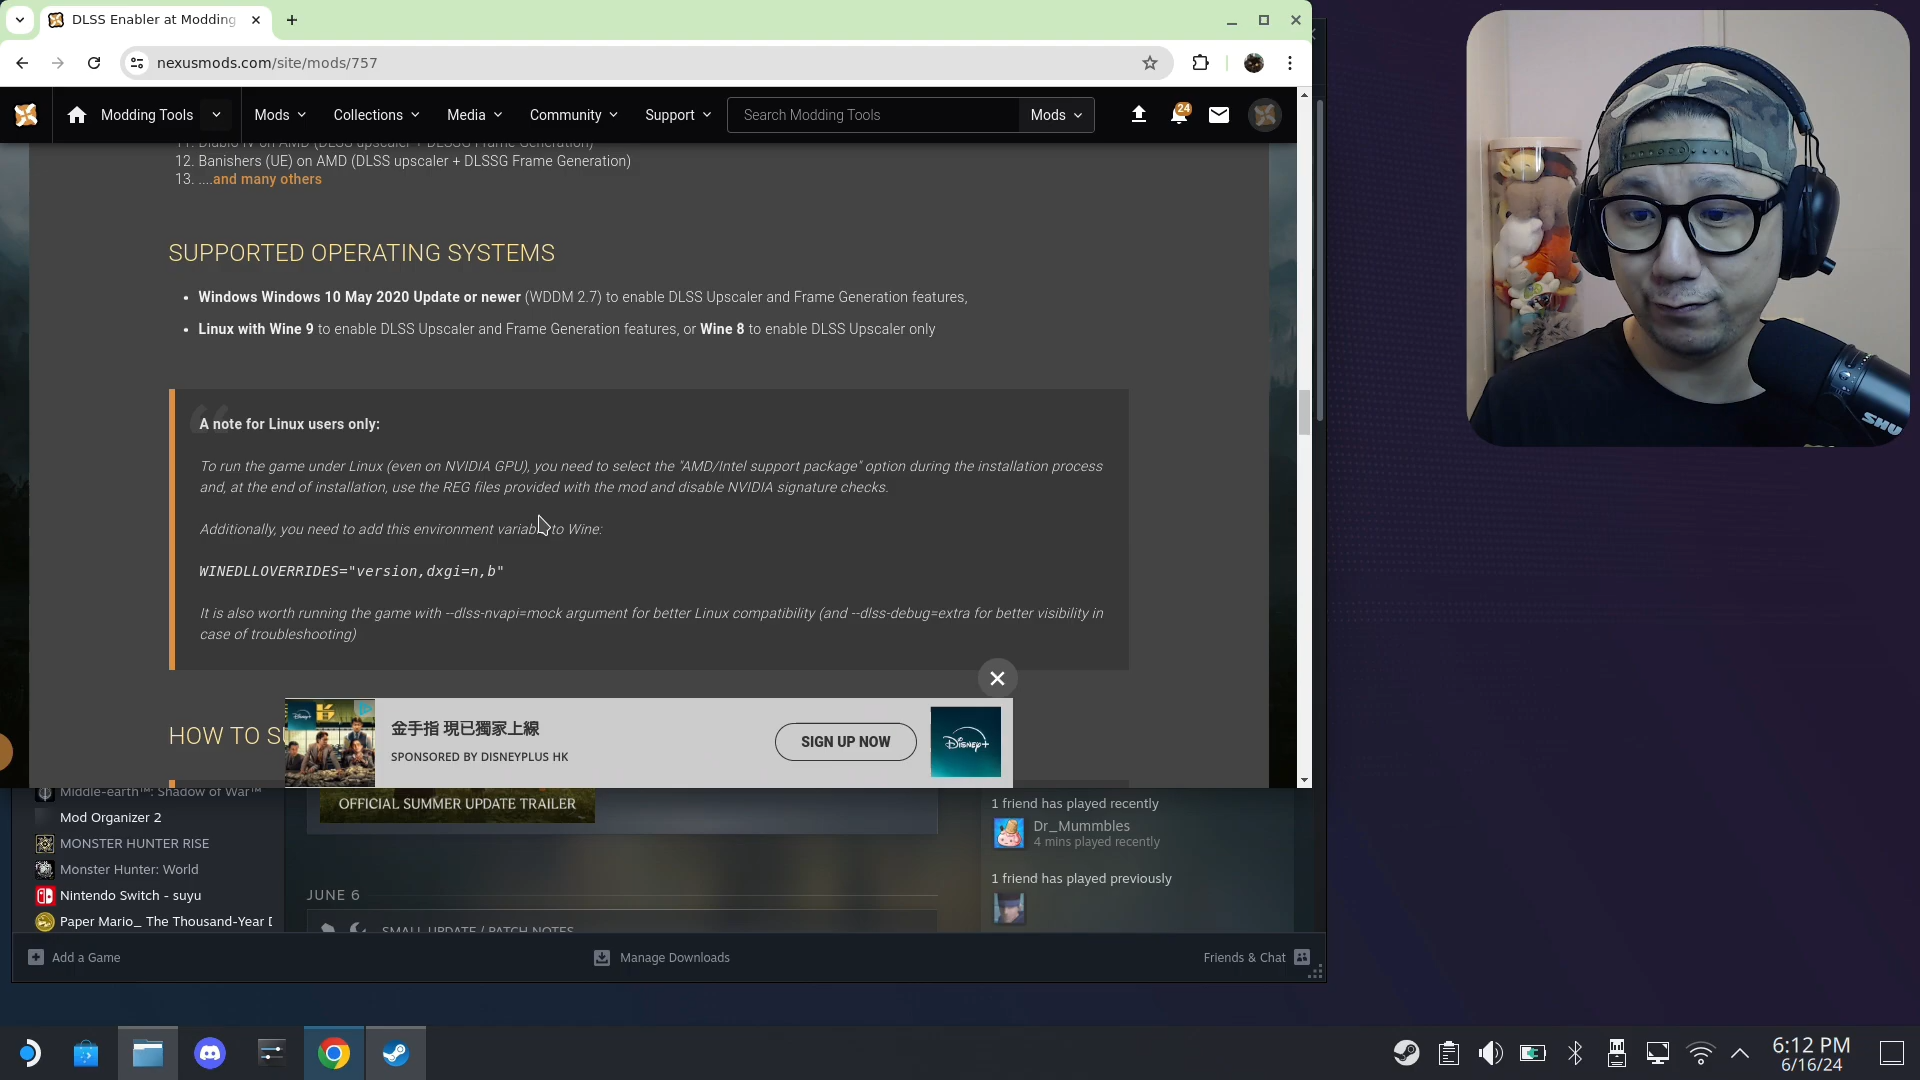 DLSS Enabler at Modding
nexusmods.com/site/mods/757
Modding Tools
Mods
Collections
Media
Community
Support
Search Modding Tools
Mods
24
11. Diablo IV on AMD (DLSS upscaler + DLSSG Frame Generation)
12. Banishers (UE) on AMD (DLSS upscaler + DLSSG Frame Generation)
13. ....and many others
SUPPORTED OPERATING SYSTEMS
• Windows Windows 10 May 2020 Update or newer (WDDM 2.7) to enable DLSS Upscaler and Frame Generation features,
• Linux with Wine 9 to enable DLSS Upscaler and Frame Generation features, or Wine 8 to enable DLSS Upscaler only
A note for Linux users only:
To run the game under Linux (even on NVIDIA GPU), you need to select the "AMD/Intel support package" option during the installation process
and, at the end of installation, use the REG files provided with the mod and disable NVIDIA signature checks.
Additionally, you need to add this environment variable to Wine:
WINEDLLOVERRIDES="version,dxgi=n,b"
It is also worth running the game with --dlss-nvapi=mock argument for better Linux compatibility (and --dlss-debug=extra for better visibility in
case of troubleshooting)
HOW TO
金手指 現已獨家上線
SPONSORED BY DISNEYPLUS HK
SIGN UP NOW
Disney+
Middle-earth™: Shadow of War™
Mod Organizer 2
MONSTER HUNTER RISE
Monster Hunter: World
Nintendo Switch - suyu
Paper Mario_ The Thousand-Year D
OFFICIAL SUMMER UPDATE TRAILER
JUNE 6
SMALL UPDATE / PATCH NOTES
1 friend has played recently
Dr_Mummbles
4 mins played recently
1 friend has played previously
Add a Game
Manage Downloads
Friends & Chat
6:12 PM
6/16/24
SHU